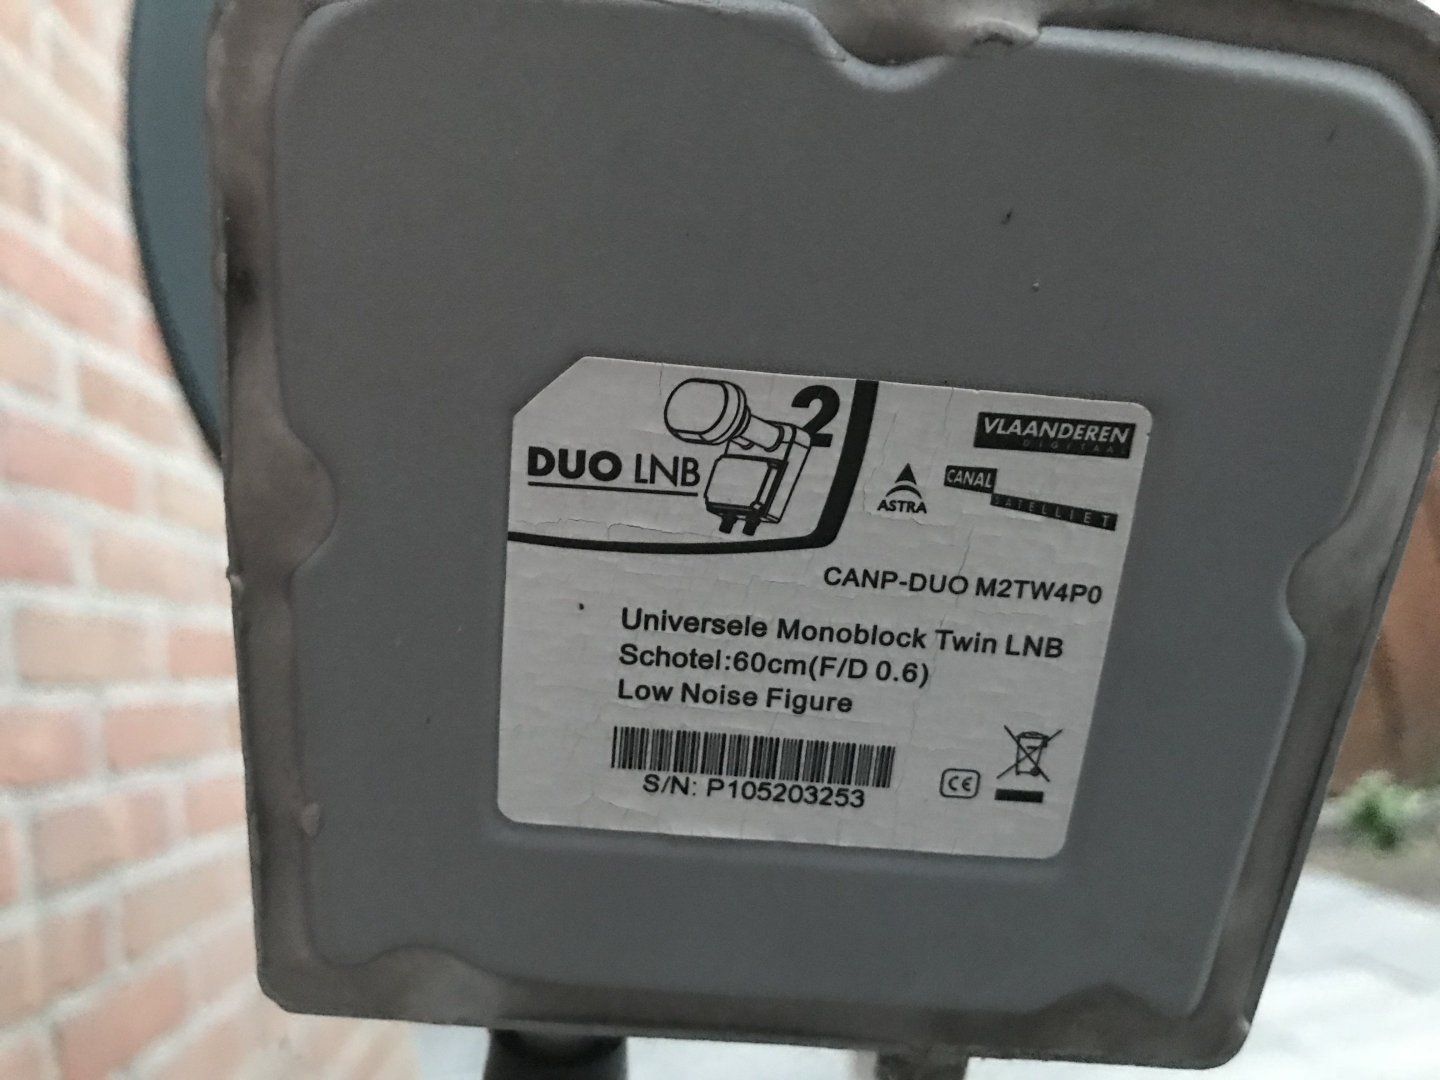 2
DUO LNB
VLAANDEREN
DIGITAAL
ASTRA
CANAL
SATELLIET
CANP-DUO M2TW4P0
Universele Monoblock Twin LNB
Schotel:60cm(F/D 0.6)
Low Noise Figure
S/N: P105203253
CE